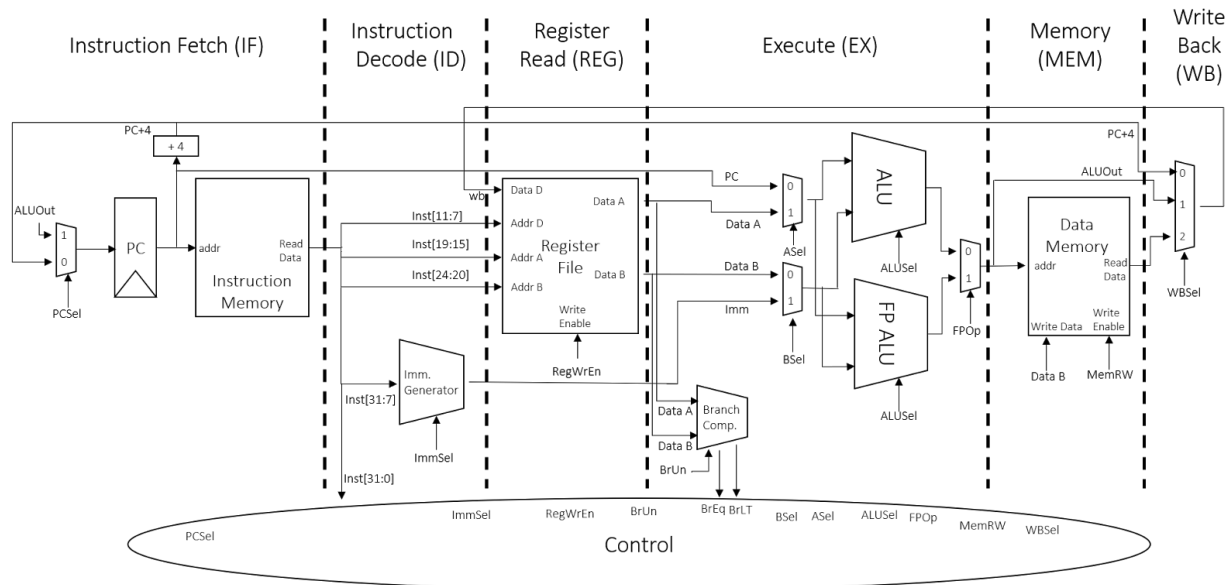 Instruction Fetch (IF)
Instruction
Decode (ID)
Register
Read (REG)
Execute (EX)
Memory
(MEM)
Write
Back
(WB)
PC+4
+ 4
ALUOut
1
0
PCSel
PC
addr
Read
Data
Instruction
Memory
Inst[11:7]
Inst[19:15]
Inst[24:20]
Inst[31:7]
Inst[31:0]
Imm.
Generator
ImmSel
wb
Data D
Addr D
Addr A
Addr B
Data A
Data B
Register
File
Write
Enable
RegWrEn
PC
Data A
0
1
ASel
Data B
Imm
0
1
BSel
Data A
Data B
Branch
Comp.
BrUn
ALU
ALUSel
FP ALU
ALUSel
0
1
FPOp
PC+4
ALUOut
Data
Memory
addr
Read
Data
Write Data
Write
Enable
Data B
MemRW
0
1
2
WBSel
PCSel
ImmSel
RegWrEn
BrUn
BrEq
BrLT
BSel
ASel
ALUSel
FPOp
MemRW
WBSel
Control